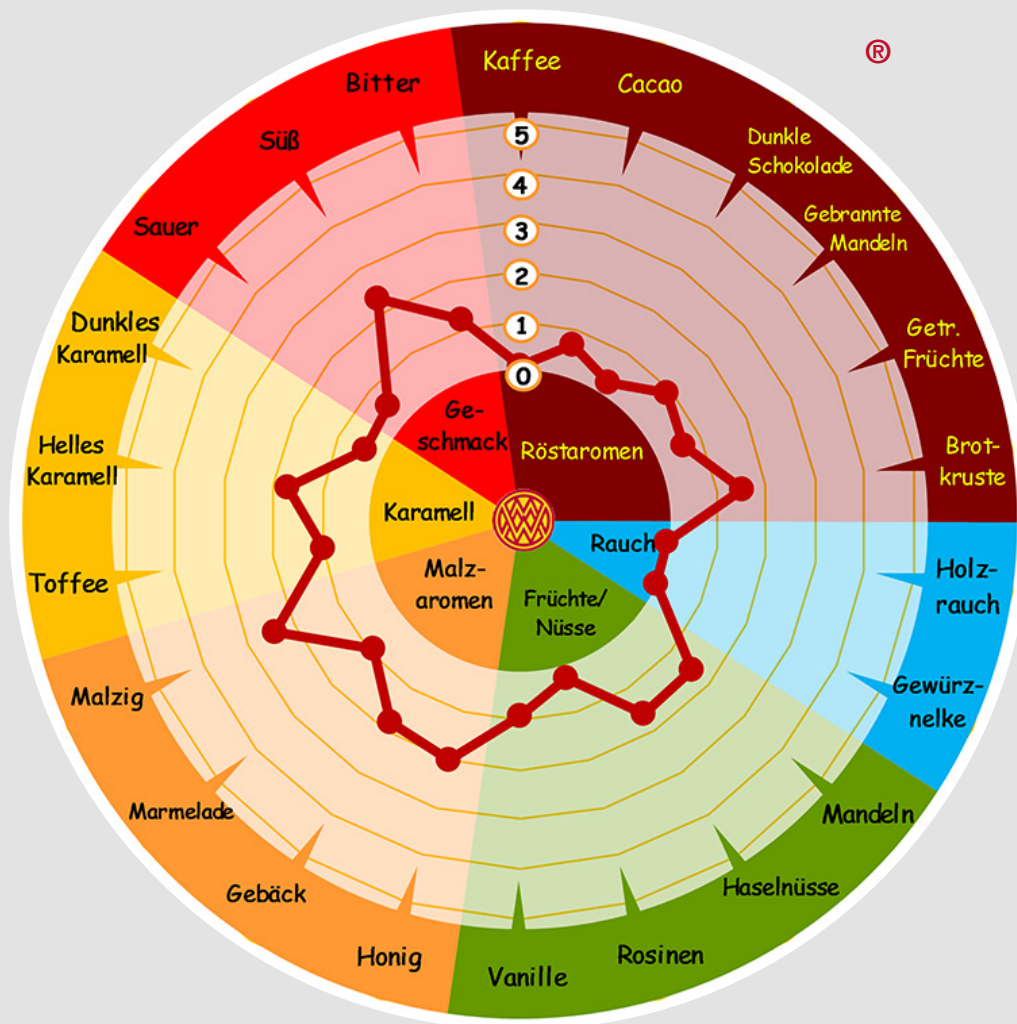 ®
Kaffee
Cacao
Dunkle
Schokolade
Gebrannte
Mandeln
Getr.
Früchte
Brot-
kruste
Holz-
rauch
Gewürz-
nelke
Mandeln
Haselnüsse
Rosinen
Vanille
Honig
Gebäck
Marmelade
Malzig
Toffee
Helles
Karamell
Dunkles
Karamell
Sauer
Süß
Bitter
5
4
3
2
1
0
Ge-
schmack
Röstaromen
Rauch
Früchte/
Nüsse
Malz-
aromen
Karamell